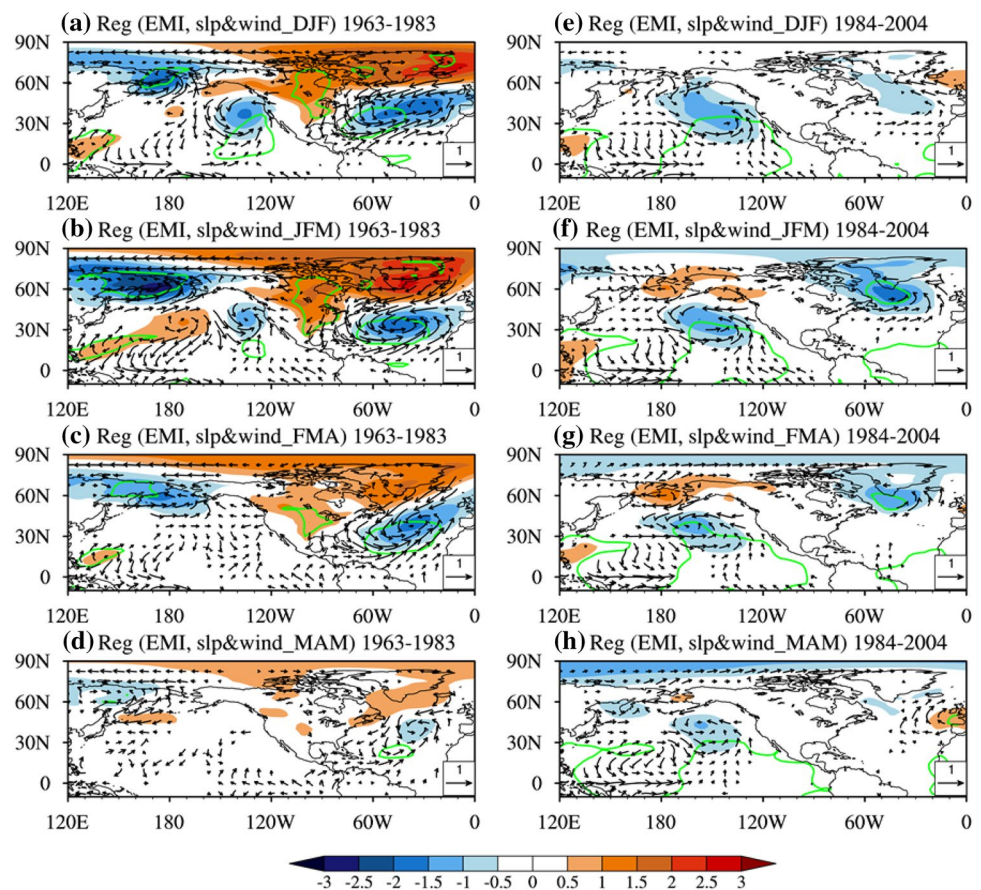 (a) Reg (EMI, slp&wind_DJF) 1963-1983
90N
60N
30N
0
1
120E 180 120W 60W 0
(e) Reg (EMI, slp&wind_DJF) 1984-2004
90N
60N
30N
0
1
120E 180 120W 60W 0
(b) Reg (EMI, slp&wind_JFM) 1963-1983
90N
60N
30N
0
1
120E 180 120W 60W 0
(f) Reg (EMI, slp&wind_JFM) 1984-2004
90N
60N
30N
0
1
120E 180 120W 60W 0
(c) Reg (EMI, slp&wind_FMA) 1963-1983
90N
60N
30N
0
1
120E 180 120W 60W 0
(g) Reg (EMI, slp&wind_FMA) 1984-2004
90N
60N
30N
0
1
120E 180 120W 60W 0
(d) Reg (EMI, slp&wind_MAM) 1963-1983
90N
60N
30N
0
1
120E 180 120W 60W 0
(h) Reg (EMI, slp&wind_MAM) 1984-2004
90N
60N
30N
0
1
120E 180 120W 60W 0
-3 -2.5 -2 -1.5 -1 -0.5 0 0.5 1 1.5 2 2.5 3